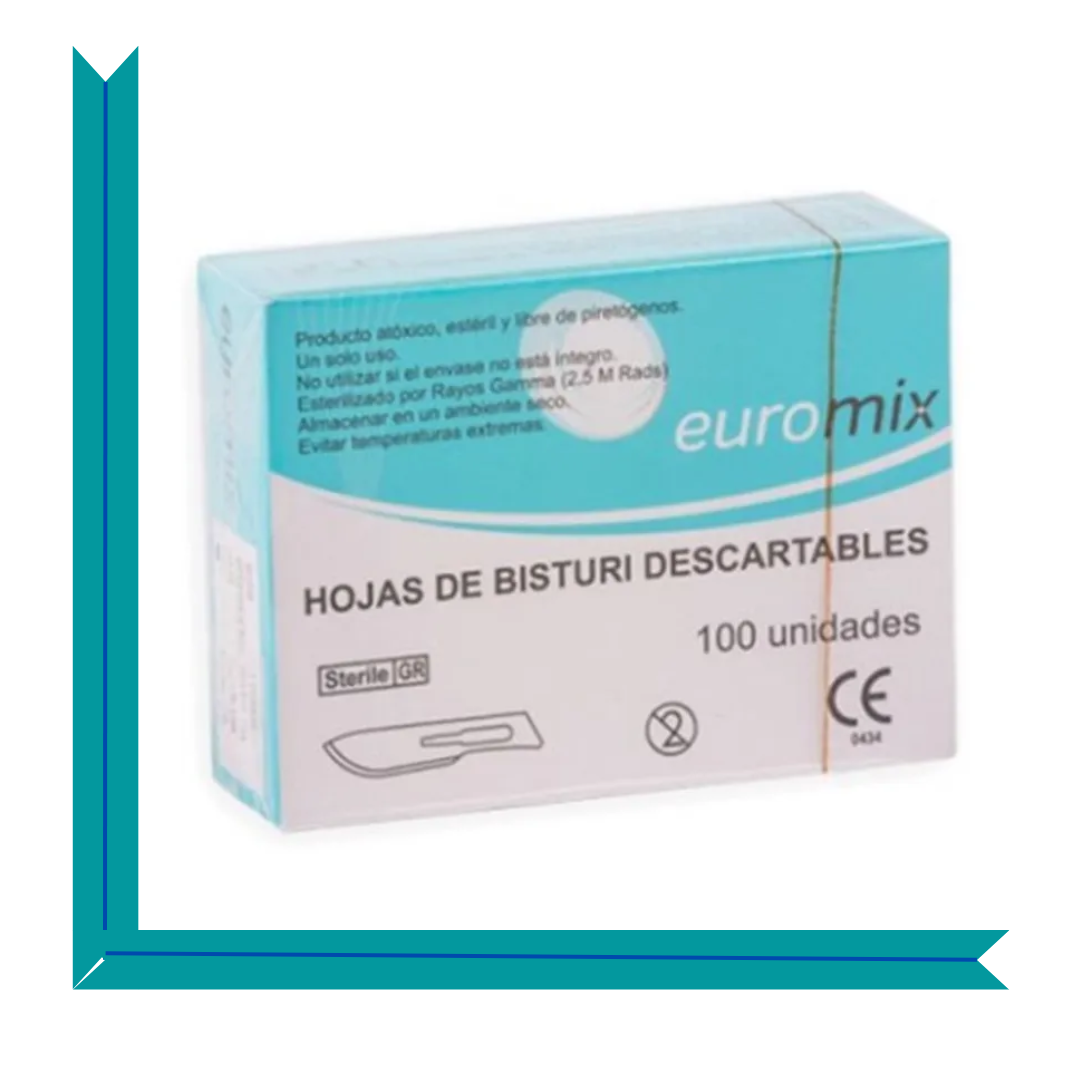 Producto atóxico, estéril y libre de piretógenos.
Un solo uso.
No utilizar si el envase no está íntegro.
Esterilizado por Rayos Gamma (2,5 M Rads)
Almacenar en un ambiente seco.
Evitar temperaturas extremas.
euromix
HOJAS DE BISTURI DESCARTABLES
100 unidades
Sterile GR
2
CE
0434